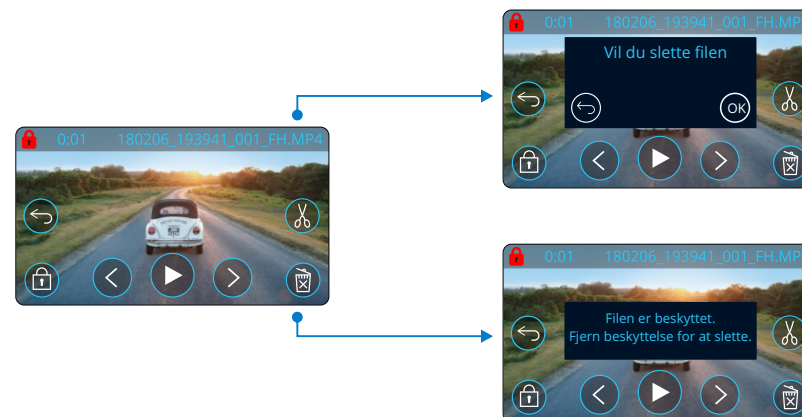 0:01 180206_193941_001_FH.MP4
0:01 180206_193941_001_FH.MP
Vil du slette filen
OK
0:01 180206_193941_001_FH.MP
Filen er beskyttet.
Fjern beskyttelse for at slette.